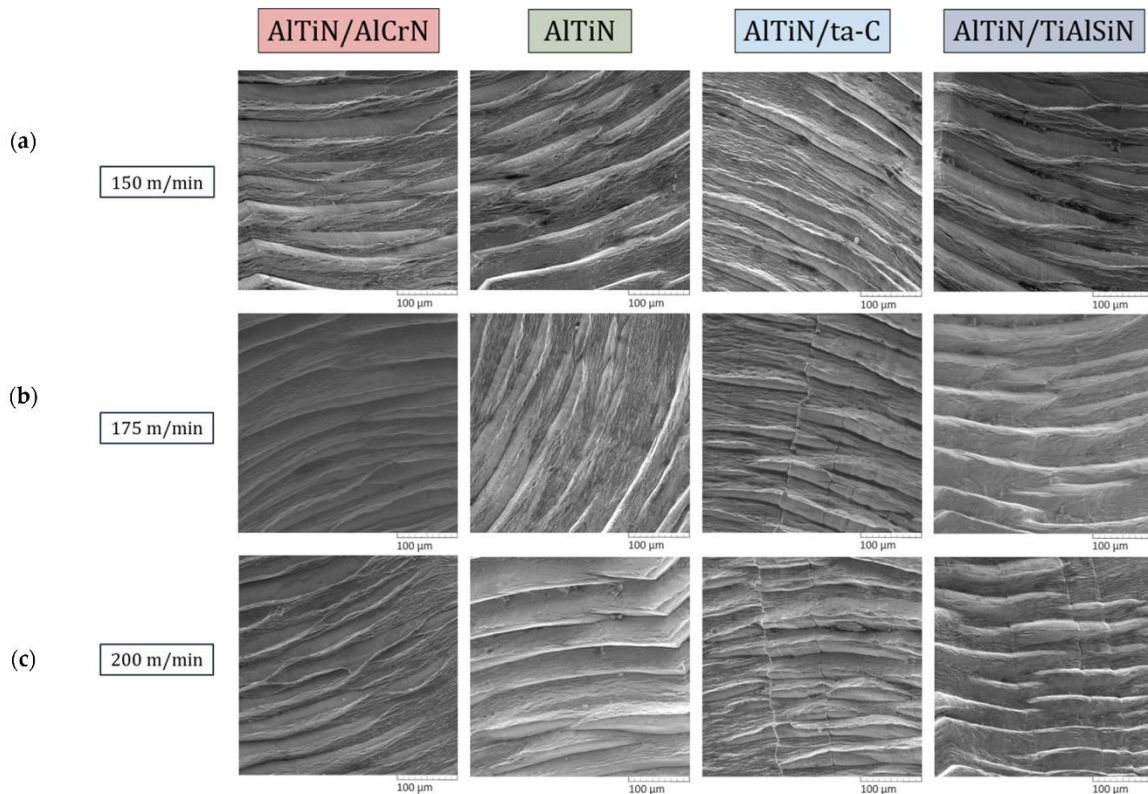 AlTiN/AlCrN AlTiN AlTiN/ta-C AlTiN/TiAlSiN
(a)
150 m/min
100 µm 100 µm 100 µm 100 µm
(b)
175 m/min
100 µm 100 µm 100 µm 100 µm
(c)
200 m/min
100 µm 100 µm 100 µm 100 µm